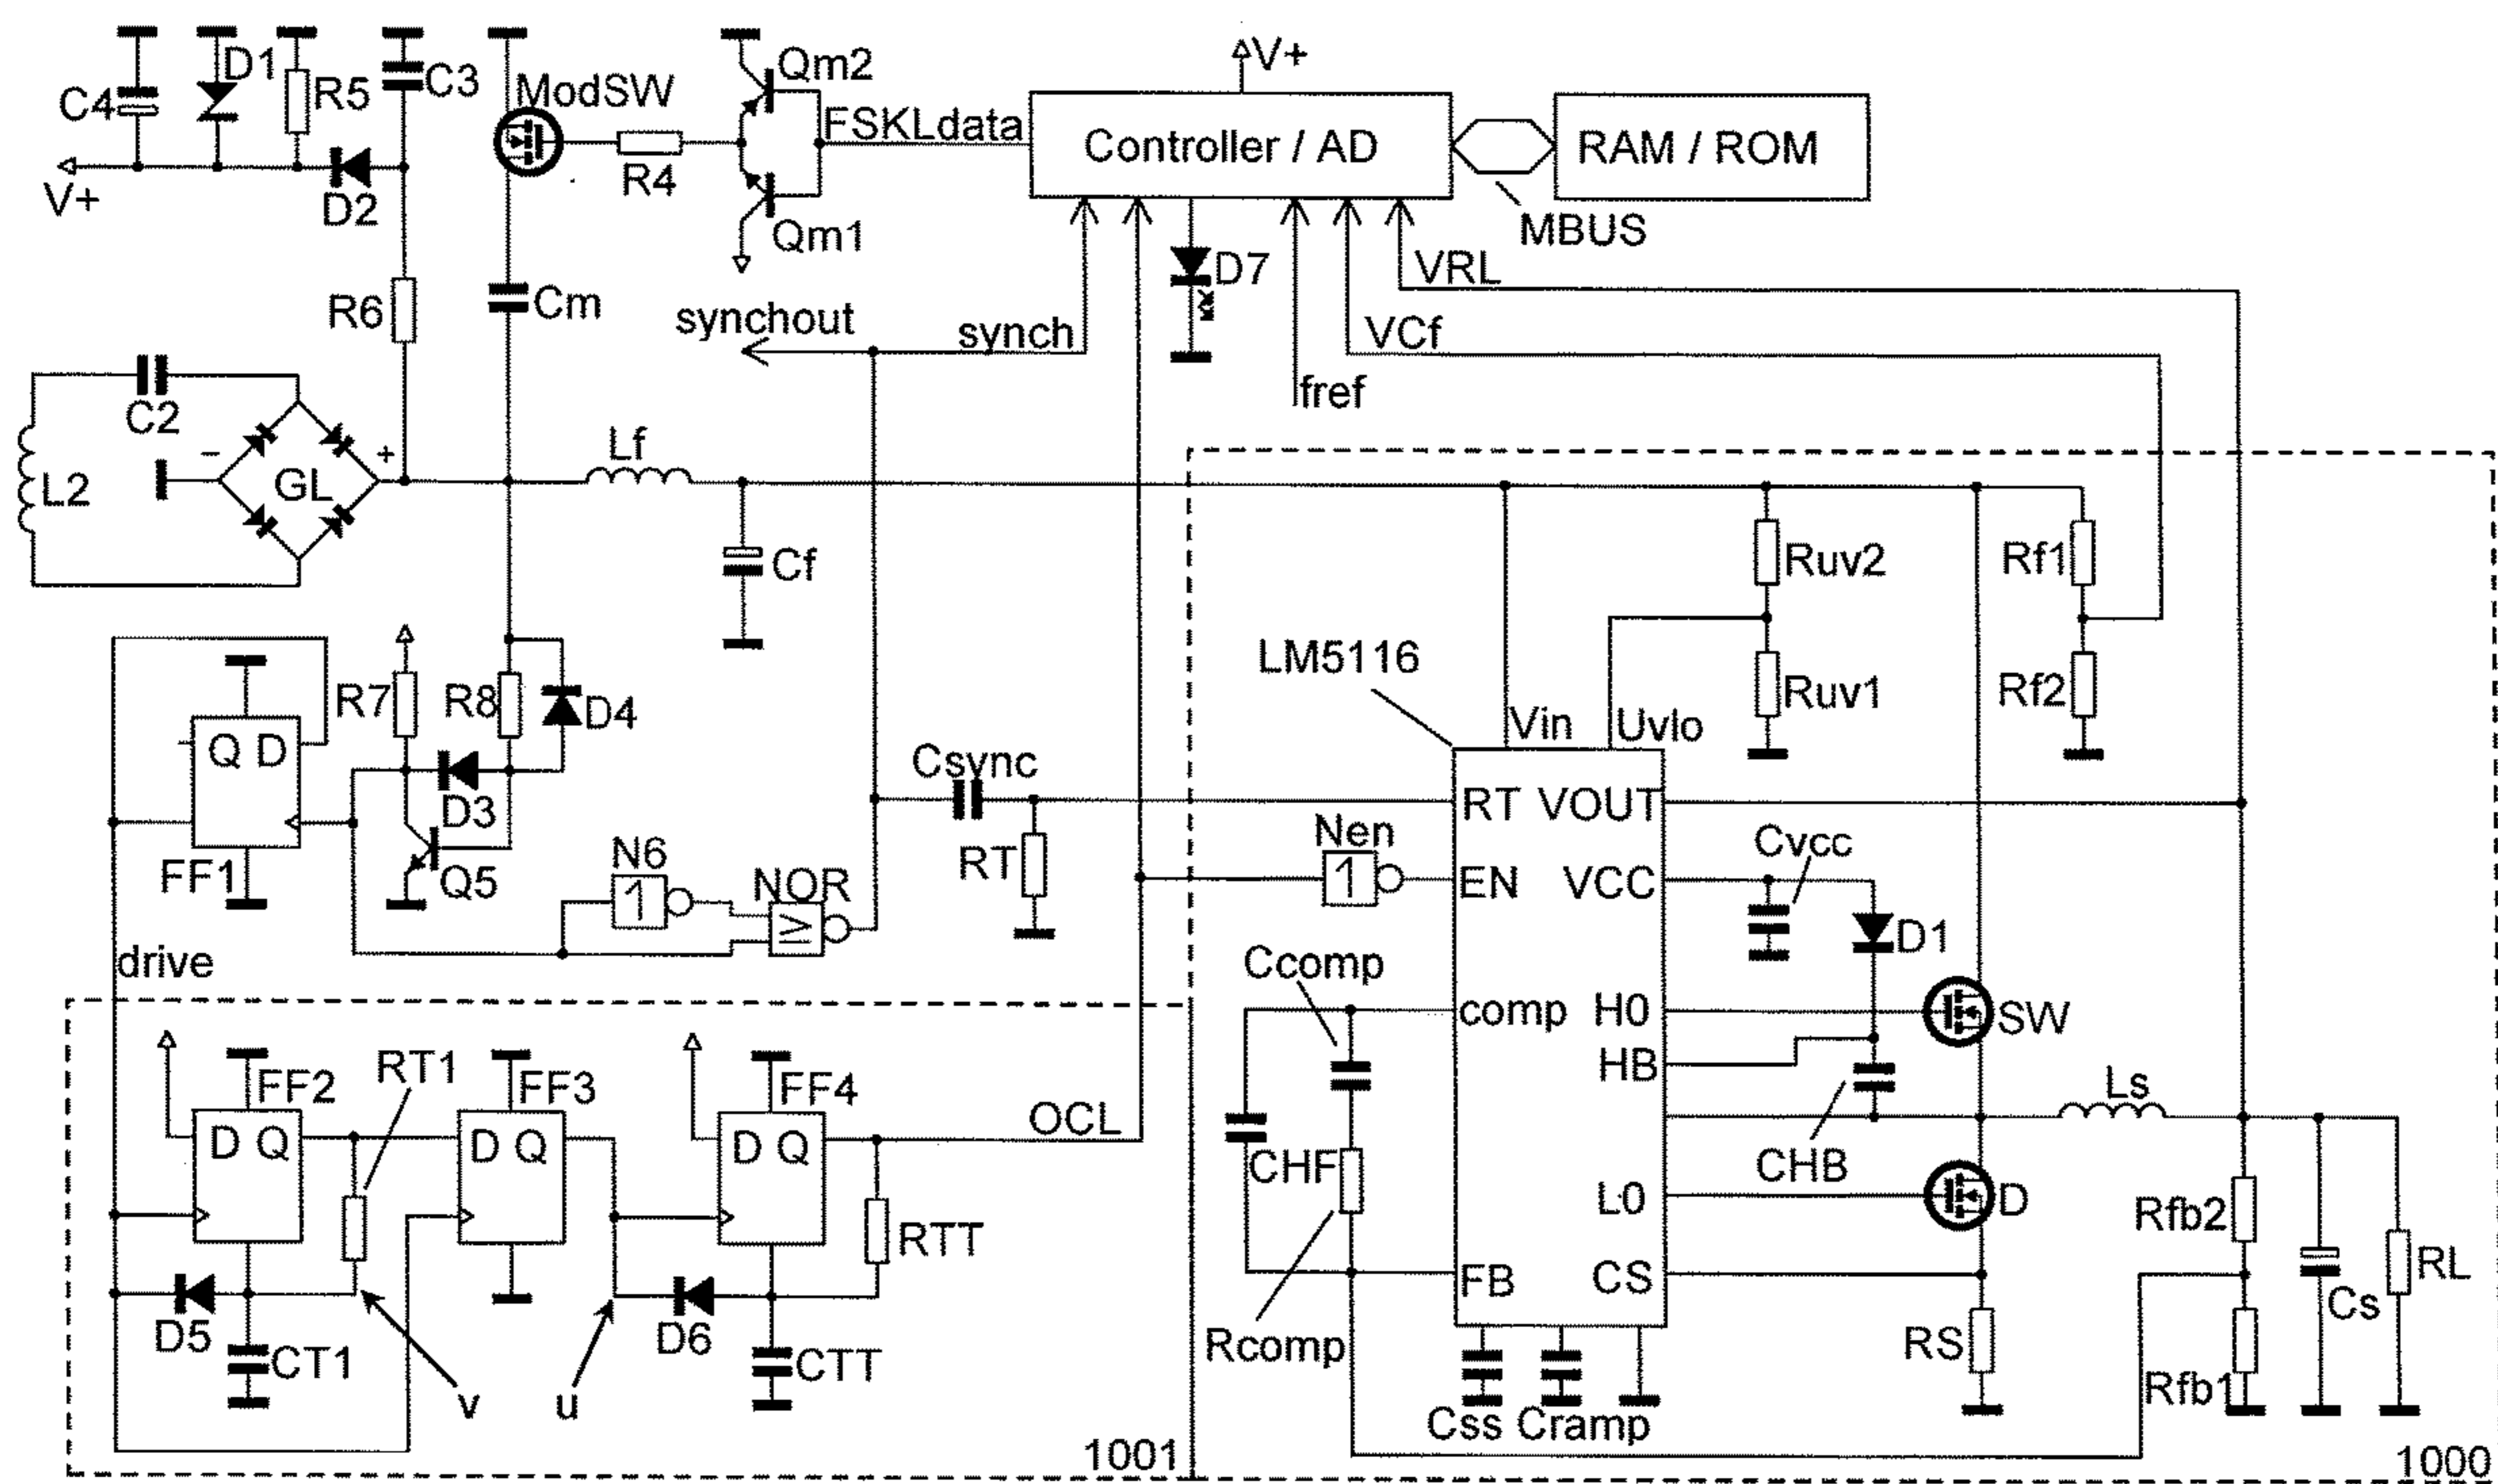 V+
D1
C4
R5
C3
ModSW
Qm2
FSKLdata
Controller / AD
RAM / ROM
V+
D2
R4
Qm1
MBUS
D7
VRL
R6
Cm
synchout
synch
VCf
fref
C2
L2
−
+
GL
Lf
Cf
Ruv2
Rf1
LM5116
Ruv1
Rf2
Vin
Uvlo
R7
R8
D4
Q D
D3
FF1
Q5
N6
1
NOR
≥
Csync
RT
Nen
1
RT VOUT
EN VCC
comp H0
HB
L0
FB CS
Cvcc
D1
SW
Ccomp
CHF
Rcomp
CHB
Ls
D
Rfb2
RL
Cs
RS
Rfb1
Css
Cramp
drive
FF2
RT1
FF3
FF4
OCL
D Q
D Q
D Q
RTT
D5
CT1
D6
CTT
v
u
1001
1000